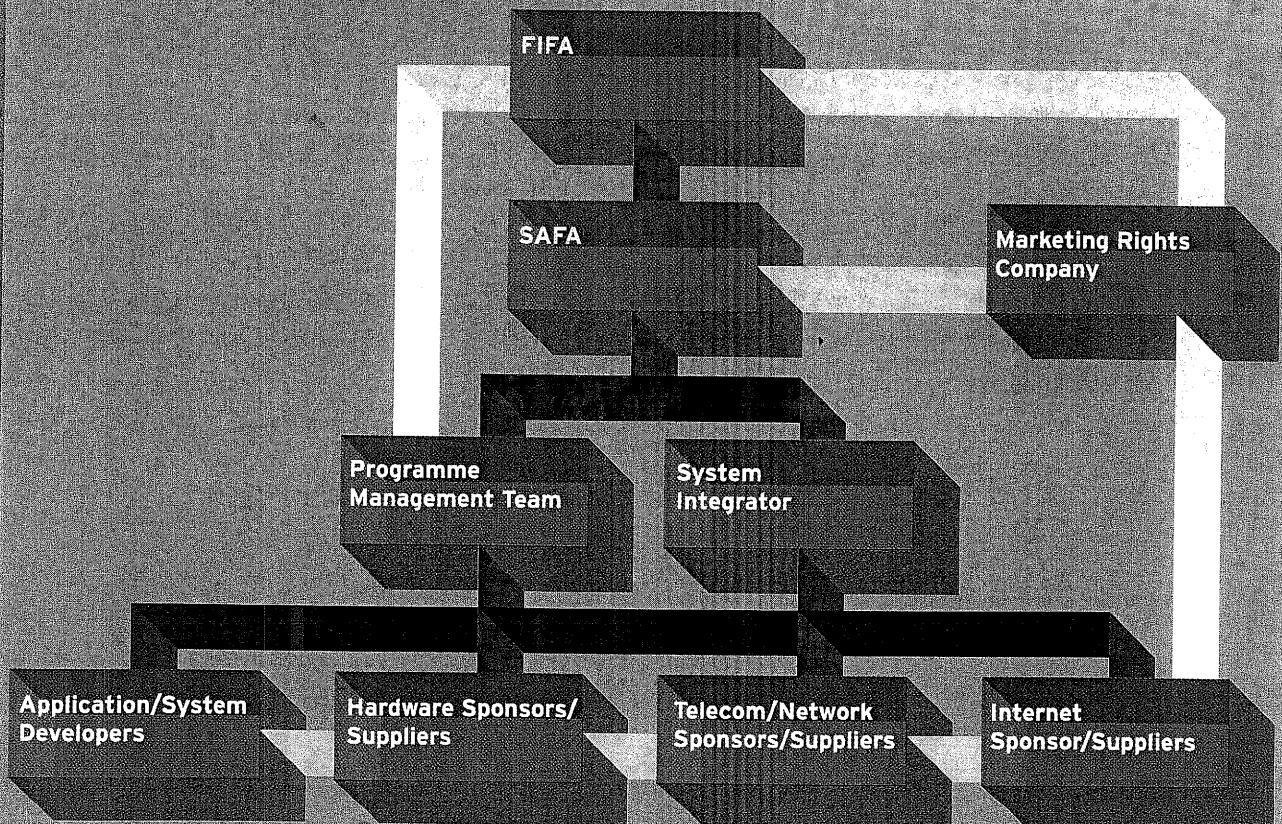 FIFA
SAFA
Marketing Rights
Company
Programme
Management Team
System
Integrator
Application/System
Developers
Hardware Sponsors/
Suppliers
Telecom/Network
Sponsors/Suppliers
Internet
Sponsor/Suppliers